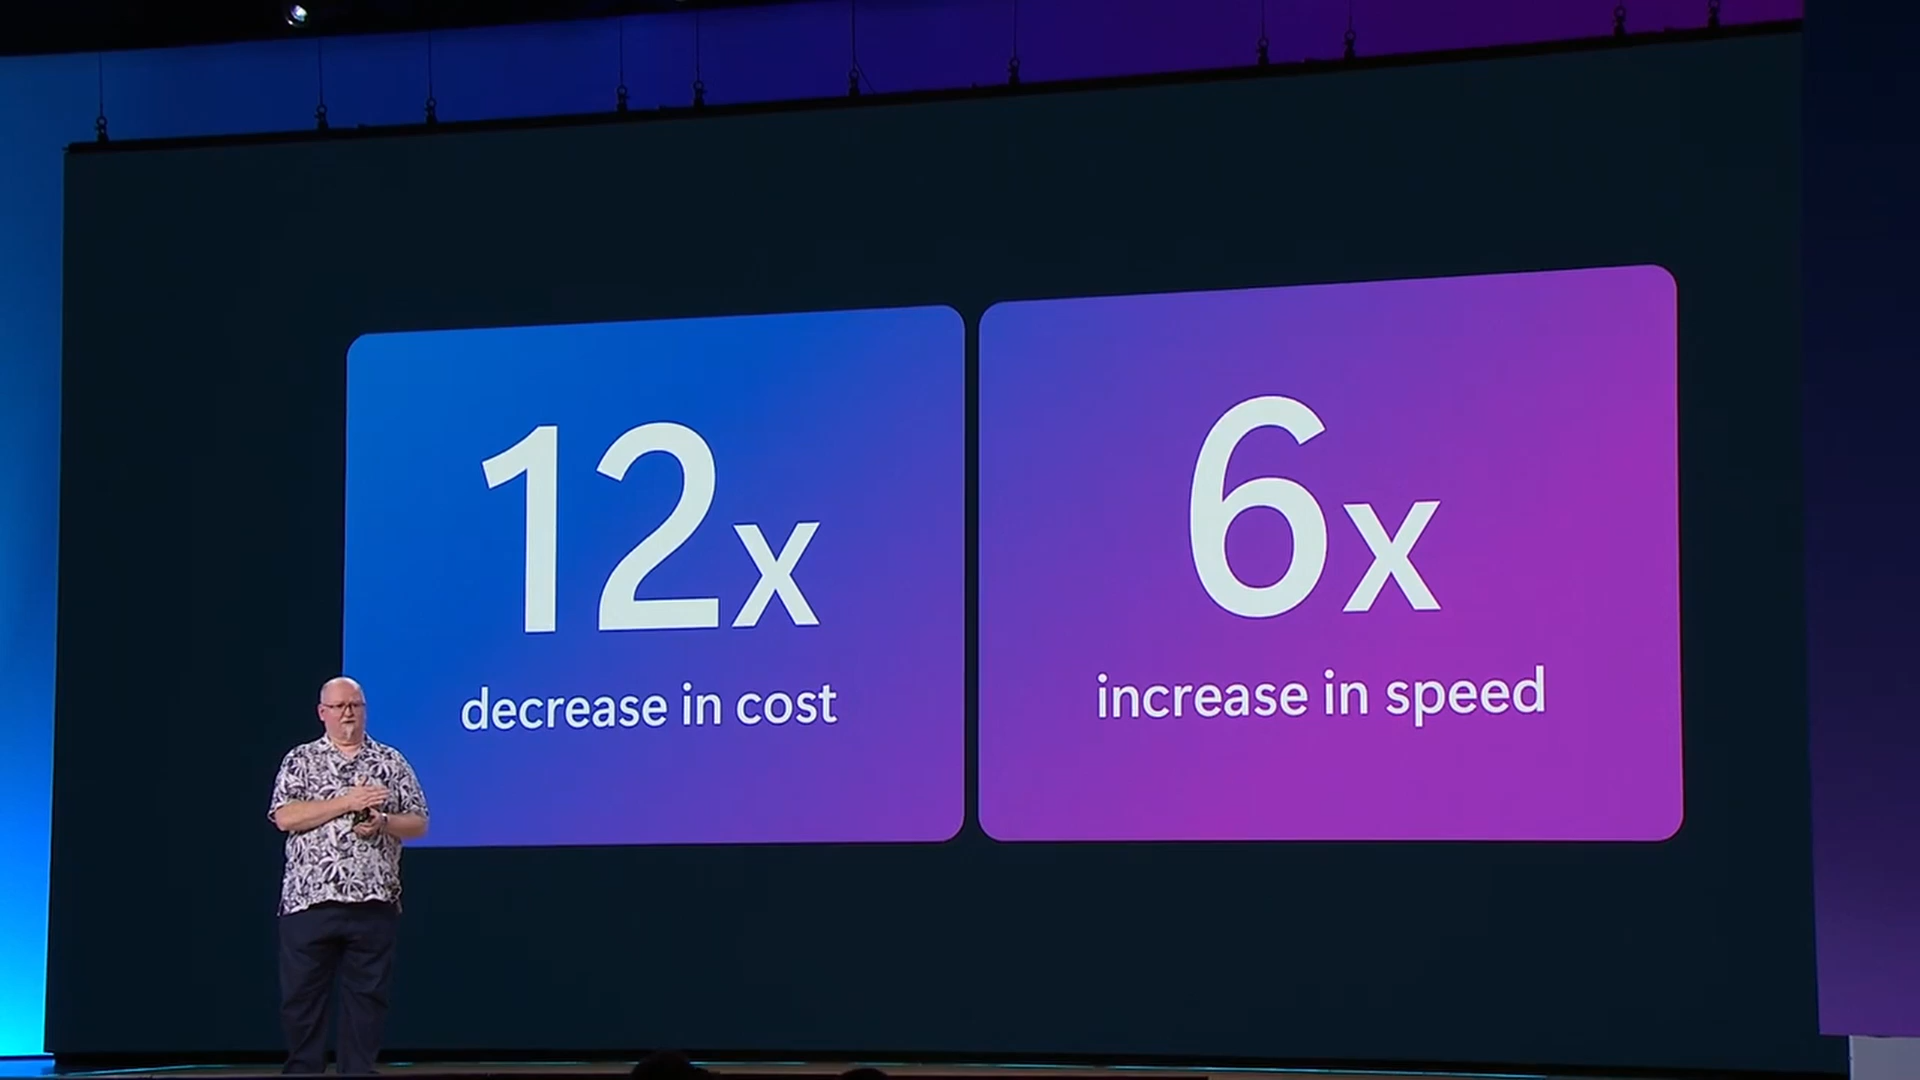 12x
decrease in cost
6x
increase in speed